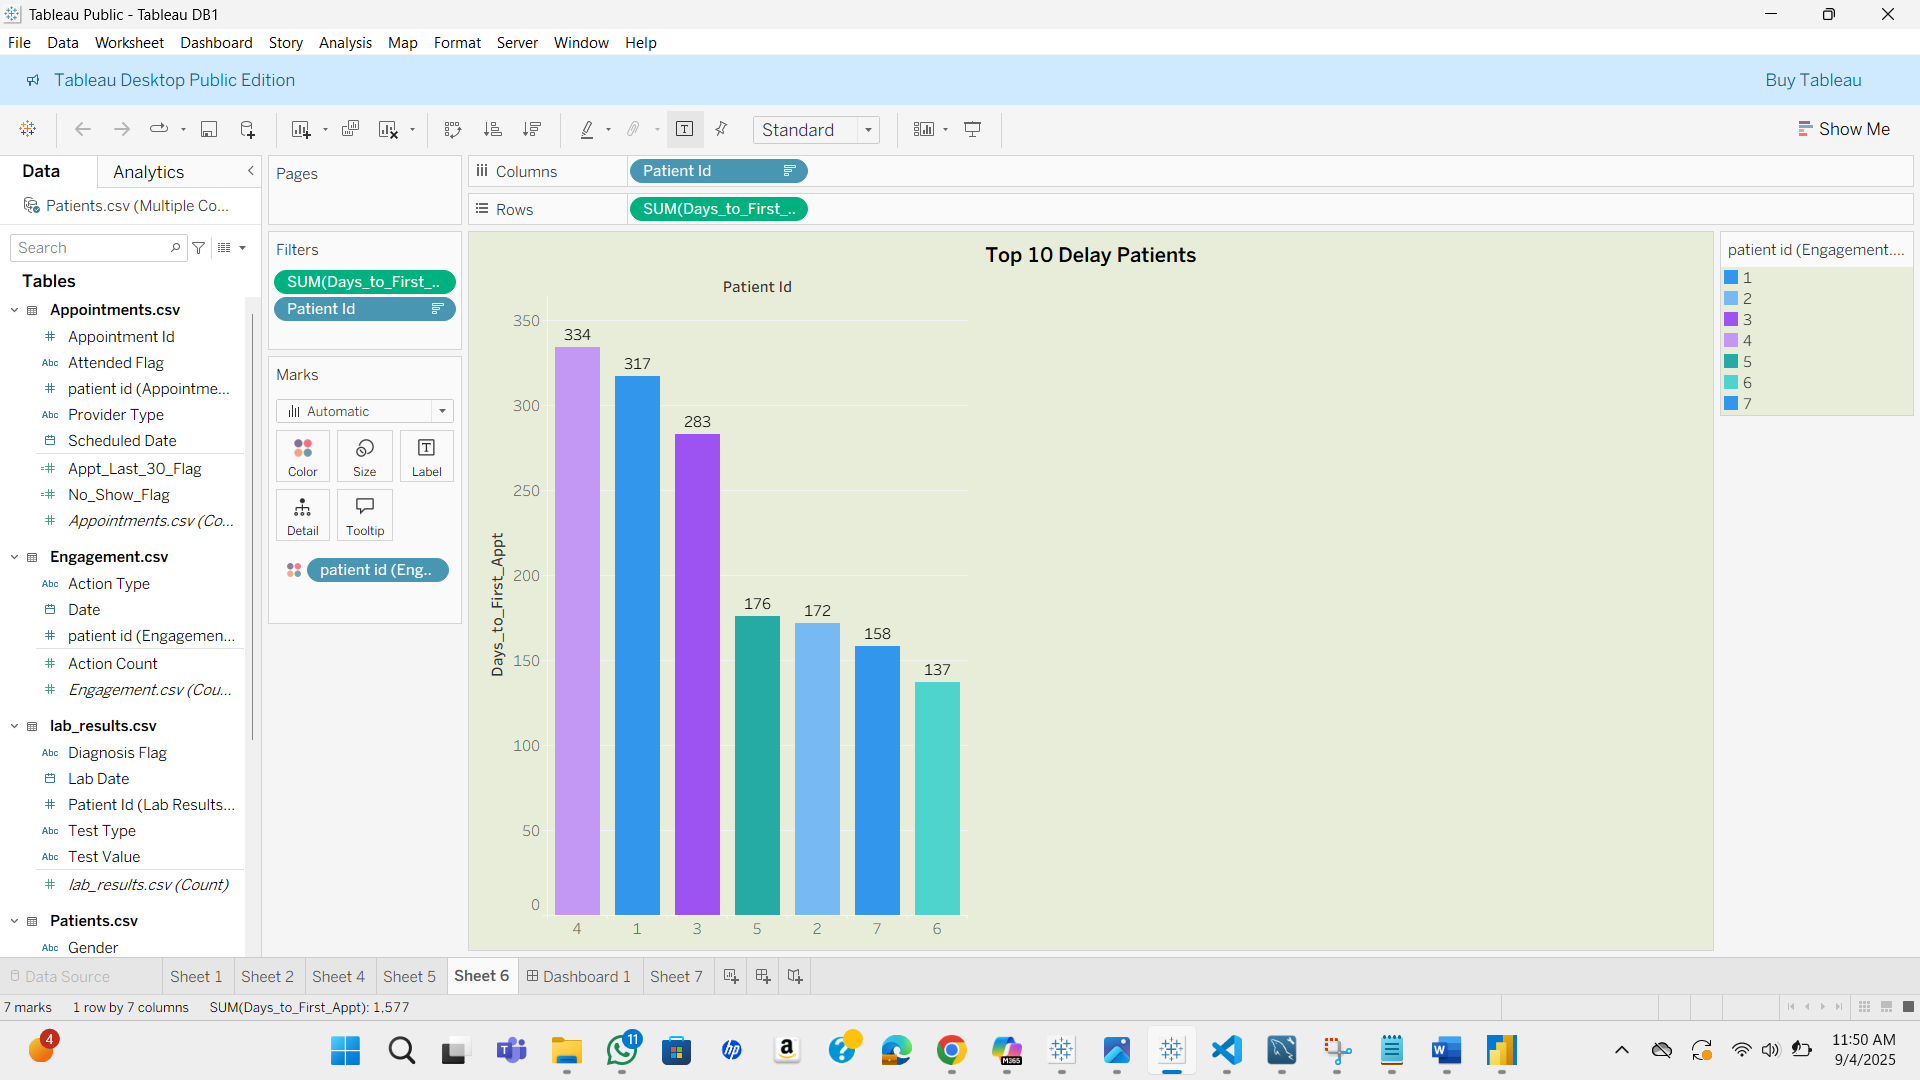 Tableau Public - Tableau DB1
File Data Worksheet Dashboard Story Analysis Map Format Server Window Help
Tableau Desktop Public Edition
Buy Tableau
Standard
Show Me
Data
Analytics
Patients.csv (Multiple Co...
Search
Tables
Appointments.csv
Appointment Id
Abc Attended Flag
patient id (Appointme...
Abc Provider Type
Scheduled Date
Appt_Last_30_Flag
No_Show_Flag
Appointments.csv (Co...
Engagement.csv
Abc Action Type
Date
patient id (Engagemen...
Action Count
Engagement.csv (Cou...
lab_results.csv
Abc Diagnosis Flag
Lab Date
Patient Id (Lab Results...
Abc Test Type
Abc Test Value
lab_results.csv (Count)
Patients.csv
Abc Gender
Pages
Filters
SUM(Days_to_First_..
Patient Id
Marks
Automatic
Color
Size
Label
Detail
Tooltip
patient id (Eng..
Columns
Patient Id
Rows
SUM(Days_to_First_..
Top 10 Delay Patients
Patient Id
Days_to_First_Appt
350
300
250
200
150
100
50
0
334
317
283
176
172
158
137
4 1 3 5 2 7 6
patient id (Engagement....
1
2
3
4
5
6
7
Data Source
Sheet 1
Sheet 2
Sheet 4
Sheet 5
Sheet 6
Dashboard 1
Sheet 7
7 marks
1 row by 7 columns
SUM(Days_to_First_Appt): 1,577
4
11
hp
a
M365
W
11:50 AM
9/4/2025